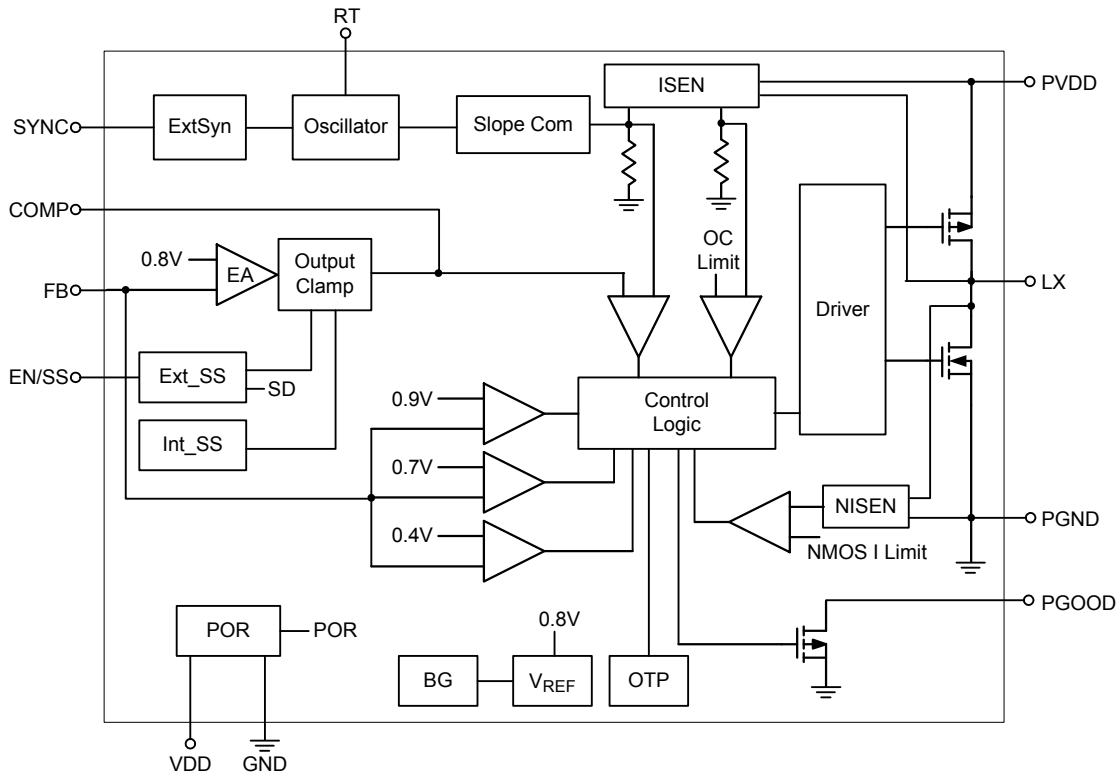 RT
ISEN
PVDD
SYNC
ExtSyn
Oscillator
Slope Com
COMP
0.8V
EA
Output
Clamp
OC
Limit
Driver
FB
LX
EN/SS
Ext_SS
SD
Int_SS
0.9V
Control
Logic
0.7V
0.4V
NISEN
NMOS I Limit
PGND
PGOOD
POR
POR
0.8V
BG
VREF
OTP
VDD
GND